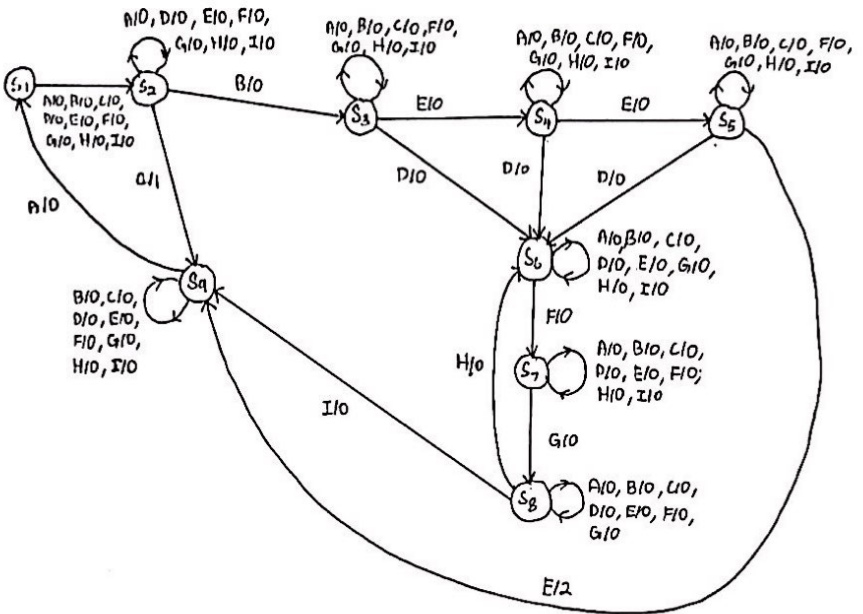 A/0, D/0, E/0, F/0,
G/0, H/0, I/0
A/0, B/0, C/0, F/0,
G/0, H/0, I/0
A/0, B/0, C/0, F/0,
G/0, H/0, I/0
A/0, B/0, C/0, F/0,
G/0, H/0, I/0
S1
S2
B/0
S3
E/0
S4
E/0
S5
A/0, B/0, C/0,
D/0, E/0, F/0,
G/0, H/0, I/0
A/0
C/1
D/0
D/0
D/0
S6
A/0, B/0, C/0,
D/0, E/0, G/0,
H/0, I/0
S9
B/0, C/0,
D/0, E/0,
F/0, G/0,
H/0, I/0
F/0
H/0
S7
A/0, B/0, C/0,
D/0, E/0, F/0,
H/0, I/0
I/0
G/0
S8
A/0, B/0, C/0,
D/0, E/0, F/0,
G/0
E/2